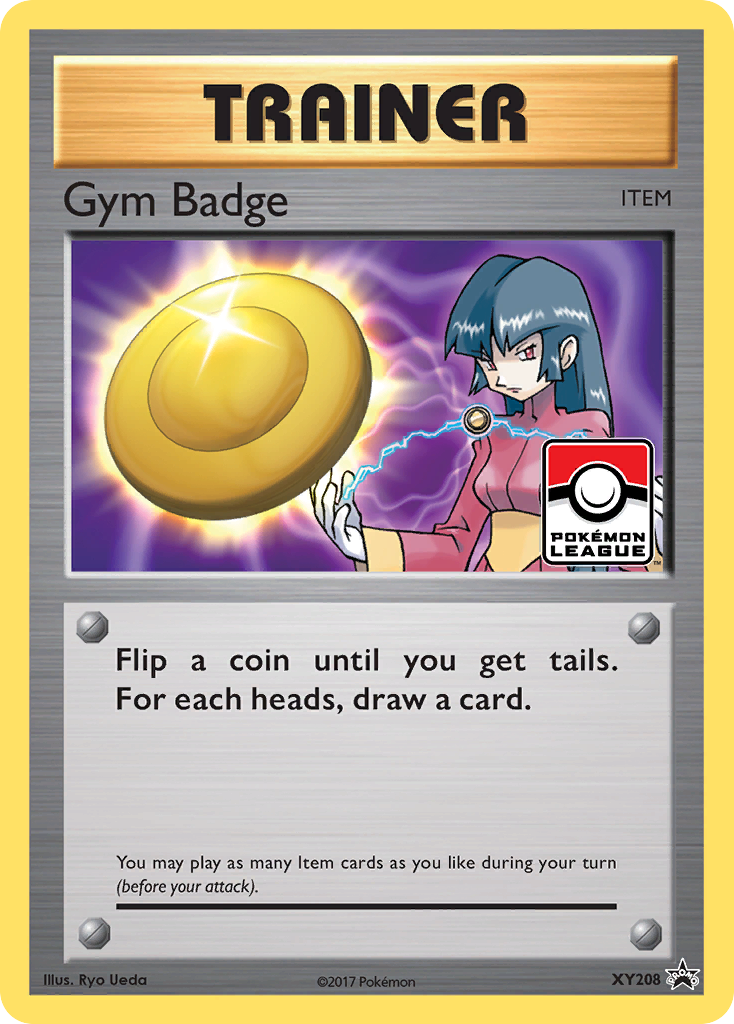 TRAINER
Gym Badge
ITEM
POKÉMON
LEAGUE™
Flip a coin until you get tails.
For each heads, draw a card.
You may play as many Item cards as you like during your turn
(before your attack).
Illus. Ryo Ueda
©2017 Pokémon
XY208
PROMO